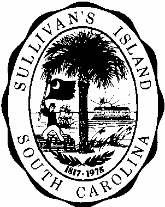 SULLIVAN'S ISLAND
SOUTH CAROLINA
1817-1975